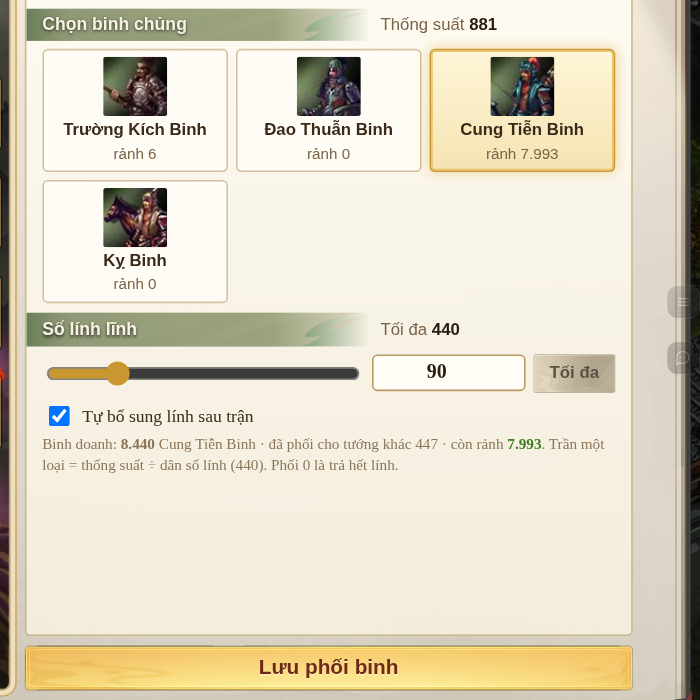 Chọn binh chủng
Thống suất 881
Trường Kích Binh
rảnh 6
Đao Thuẫn Binh
rảnh 0
Cung Tiễn Binh
rảnh 7.993
Kỵ Binh
rảnh 0
Số lính lĩnh
Tối đa 440
90
Tối đa
Tự bổ sung lính sau trận
Binh doanh: 8.440 Cung Tiễn Binh · đã phối cho tướng khác 447 · còn rảnh 7.993. Trần một
loại = thống suất ÷ dân số lính (440). Phối 0 là trả hết lính.
Lưu phối binh